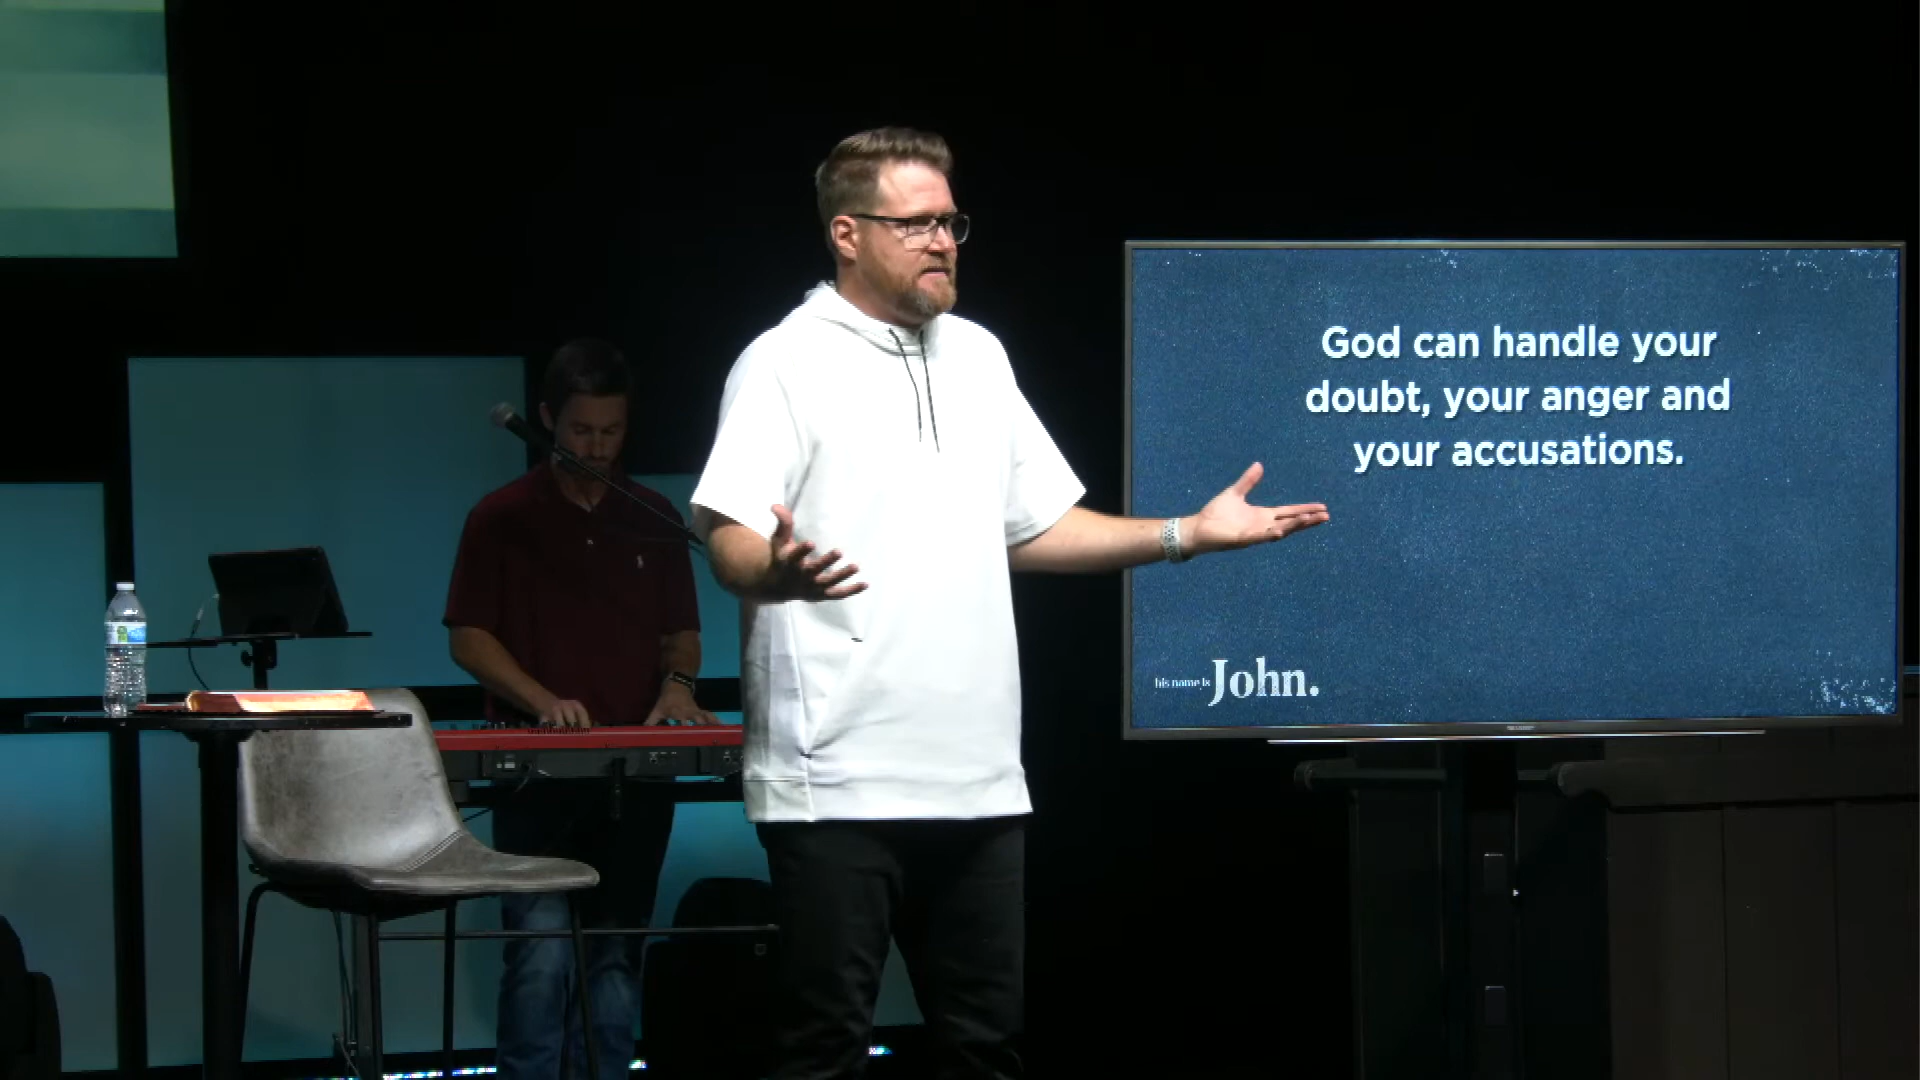 God can handle your
doubt, your anger and
your accusations.
his name is John.